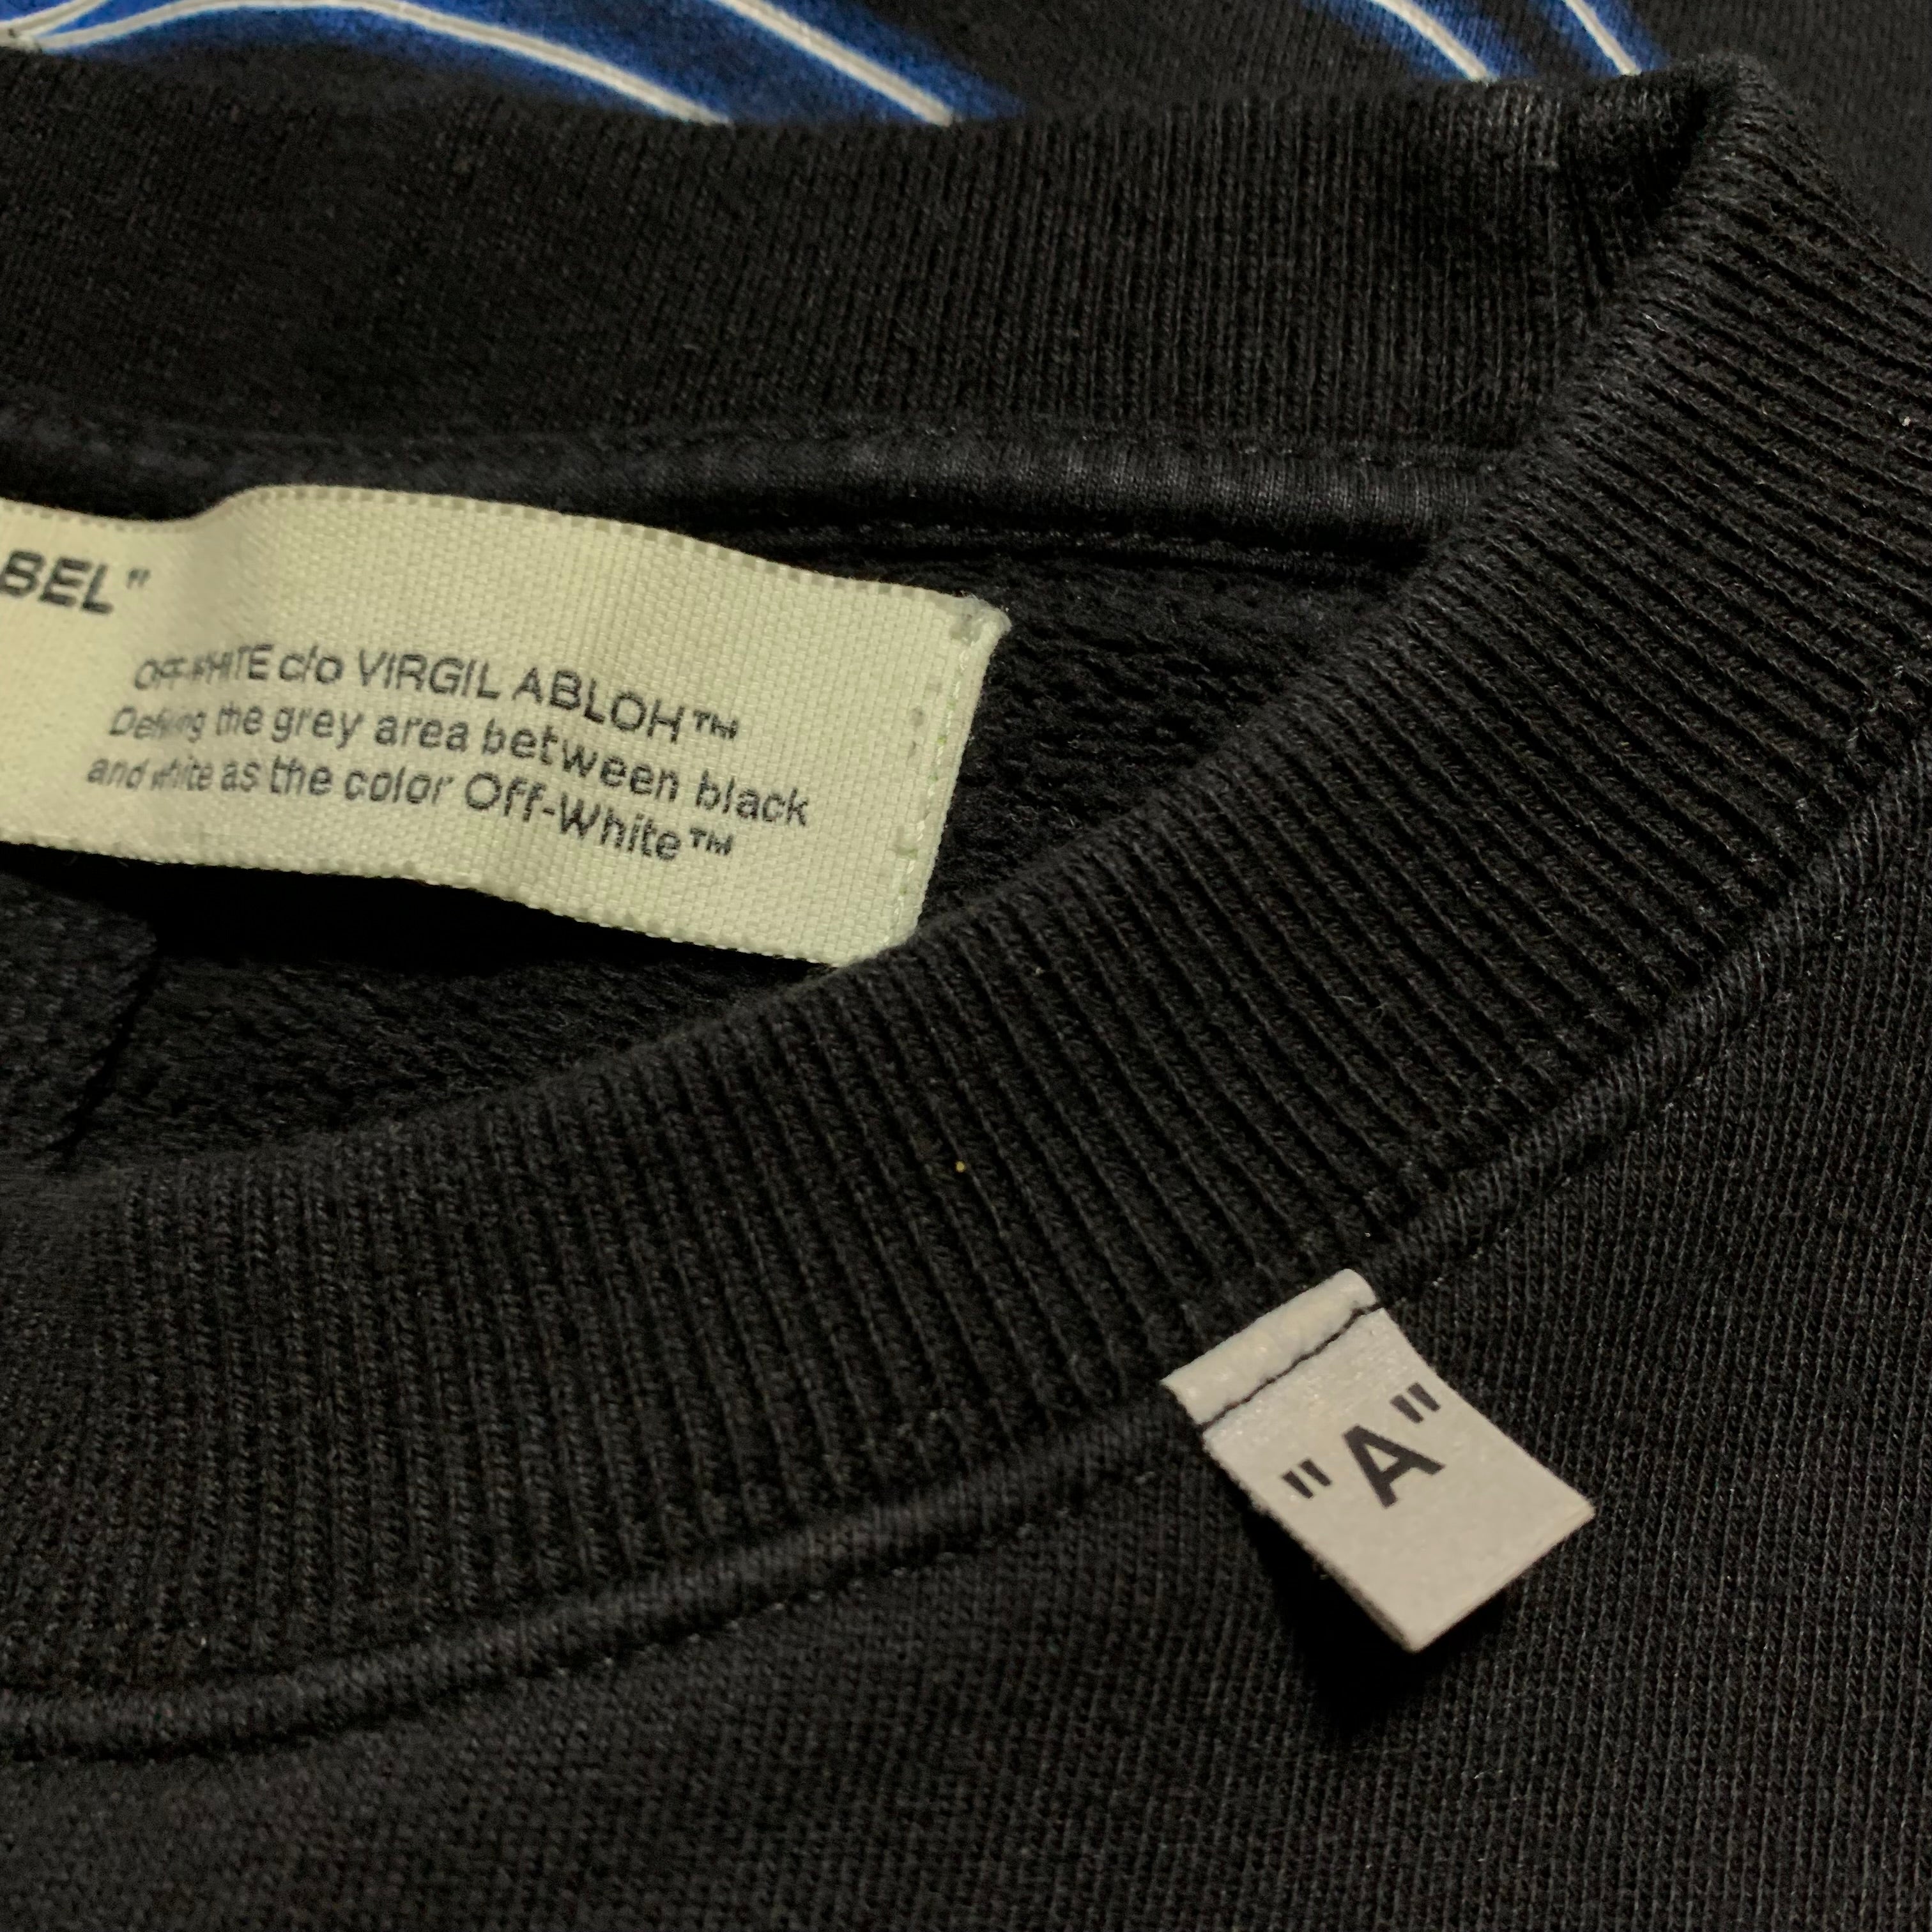 BEL"
OFF-WHITE c/o VIRGIL ABLOH™
Defining the grey area between black
and white as the color Off-White™
"A"